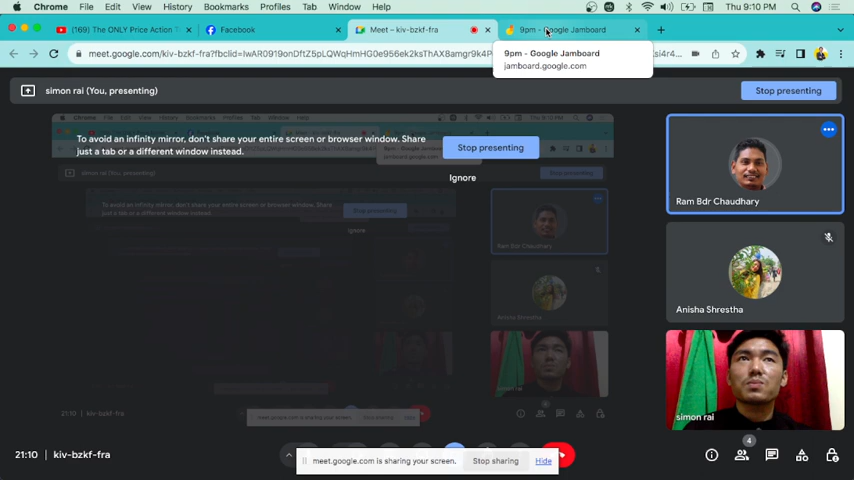 Chrome File Edit View History Bookmarks Profiles Tab Window Help
Thu 9:10 PM
(169) The ONLY Price Action T
Facebook
Meet – kiv-bzkf-fra
9pm - Google Jamboard
meet.google.com/kiv-bzkf-fra?fbclid=IwAR0919onDftZ5pLQWqHmHG0e956ek2ksThAX8amgr9k4P
9pm - Google Jamboard
jamboard.google.com
simon rai (You, presenting)
Stop presenting
To avoid an infinity mirror, don't share your entire screen or browser window. Share
just a tab or a different window instead.
Stop presenting
Ignore
Ram Bdr Chaudhary
Anisha Shrestha
simon rai
21:10 | kiv-bzkf-fra
4
meet.google.com is sharing your screen.
Stop sharing
Hide